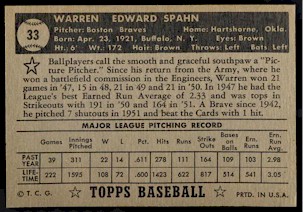 33
WARREN EDWARD SPAHN
Pitcher: Boston Braves Home: Hartshorne, Okla.
Born: Apr. 23, 1921, Buffalo, N. Y. Eyes: Brown
Ht.: 6' Wt.: 172 Hair: Brown Throws: Left Bats: Left
Ballplayers call the smooth and graceful southpaw a "Pic-
ture Pitcher." Since his return from the Army, where he
won a battlefield commission in the Engineers, Warren won 21
games in '47, 15 in '48, 21 in 49 and 21 in '50. In 1947 he had the
League's best Earned Run Average of 2.33 and was tops in
Strikeouts with 191 in '50 and 164 in '51. A Brave since 1942,
he pitched 7 shutouts in 1951 and beat the Cards with 1 hit.
MAJOR LEAGUE PITCHING RECORD
Games Innings Pitched W L Pct. Hits Runs Strike Outs Bases on Balls Ern. Runs Ern. Run Avg.
PAST YEAR 39 311 22 14 .611 278 111 164 109 103 2.98
LIFE- TIME 222 1595 108 72 .600 608 3.05
© T. C. G. TOPPS BASEBALL PRTD. IN U.S.A.